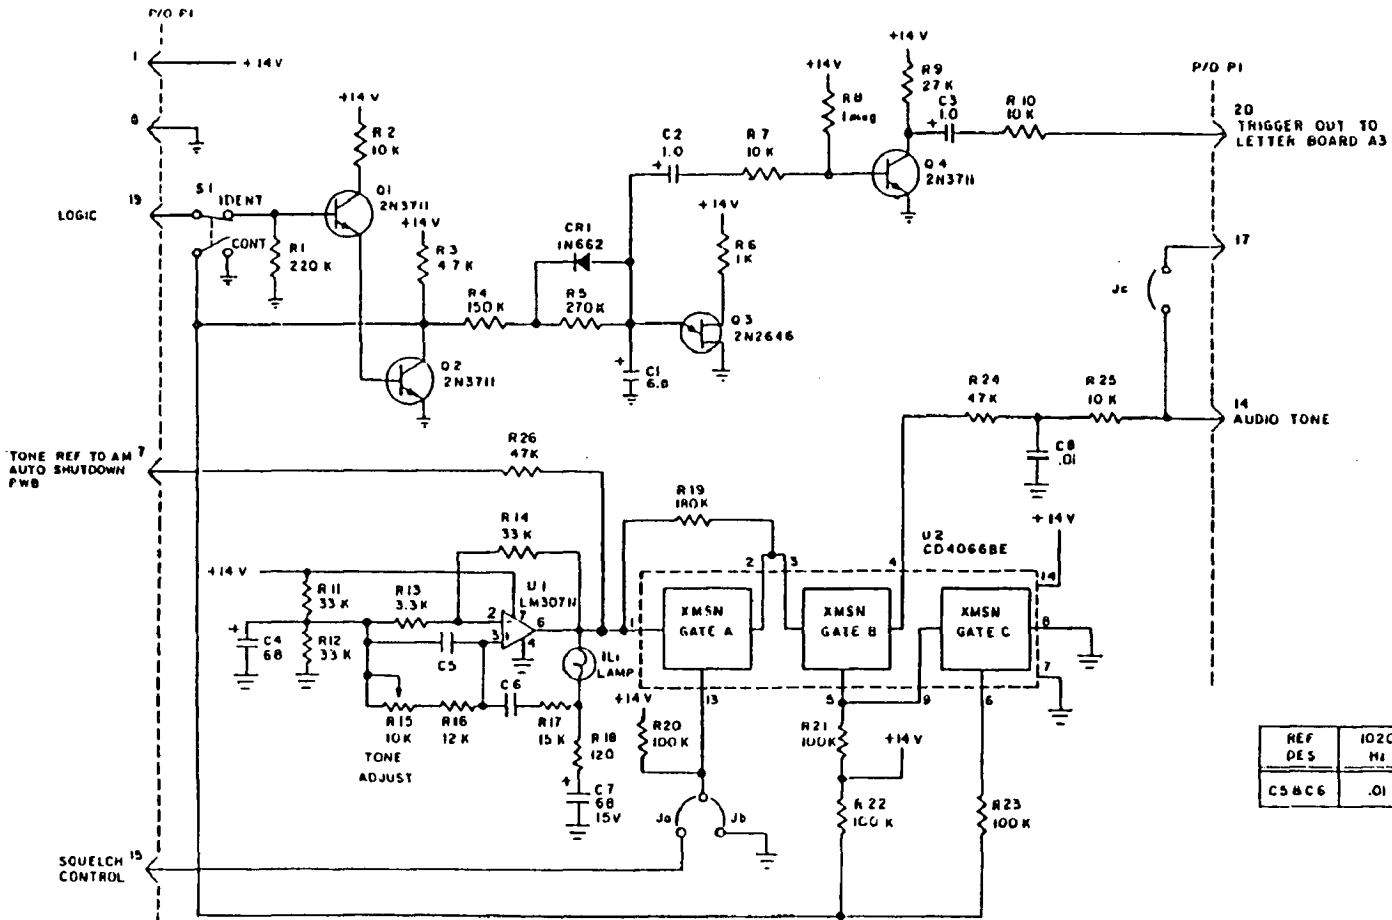 P/O P1
1
+14V
19
LOGIC
S1
IDENT
CONT
R1
220 K
+14V
R2
10K
Q1
2N3711
+14V
R3
4.7K
Q2
2N3711
R4
150K
CR1
1N662
R5
270K
C1
6.8
C2
1.0
R7
10K
+14V
R6
1K
Q3
2N2646
+14V
R8
1meg
+14V
R9
27K
Q4
2N3711
C3
1.0
R10
10K
P/O P1
20
TRIGGER OUT TO
LETTER BOARD A3
17
Jc
14
AUDIO TONE
R24
47K
R25
10K
C8
.01
TONE REF TO AM 7
AUTO SHUTDOWN
PWB
R26
47K
R14
33K
R19
180K
+14V
R11
33K
R12
33K
C4
68
R13
3.3K
U1
LM307N
2
3
7
6
4
C5
C6
R15
10K
TONE
ADJUST
R16
12K
R17
15K
LAMP
R18
120
C7
68
15V
U2
CD4066BE
+14V
14
1
2
3
4
XMSN
GATE A
XMSN
GATE B
XMSN
GATE C
8
7
13
5
9
6
+14V
R20
100K
R21
100K
+14V
R22
100K
R23
100K
Ja
Jb
SQUELCH 15
CONTROL
REF
DES
1020
Hz
C5&C6
.01